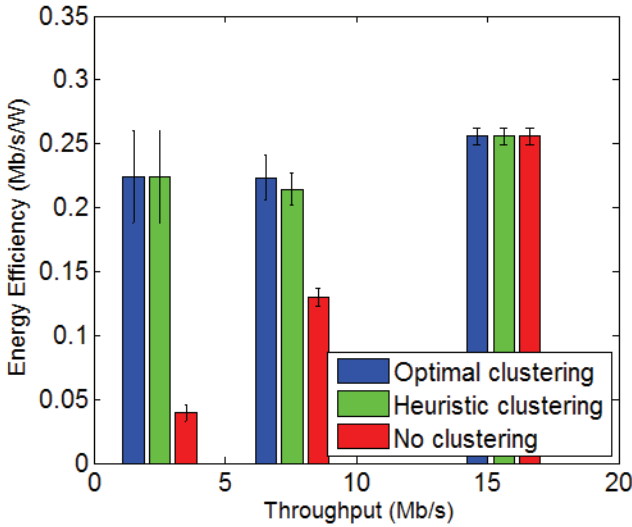 0.35
0.3
0.25
0.2
0.15
0.1
0.05
0
Energy Efficiency (Mb/s/W)
Optimal clustering
Heuristic clustering
No clustering
0 5 10 15 20
Throughput (Mb/s)